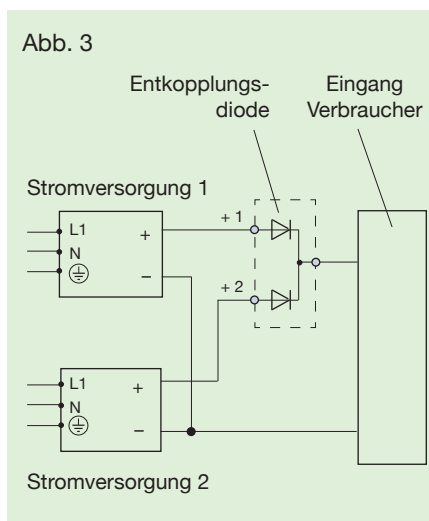 Abb. 3
Entkopplungs-
diode
Eingang
Verbraucher
Stromversorgung 1
L1
N
+
−
+ 1
+ 2
L1
N
+
−
Stromversorgung 2